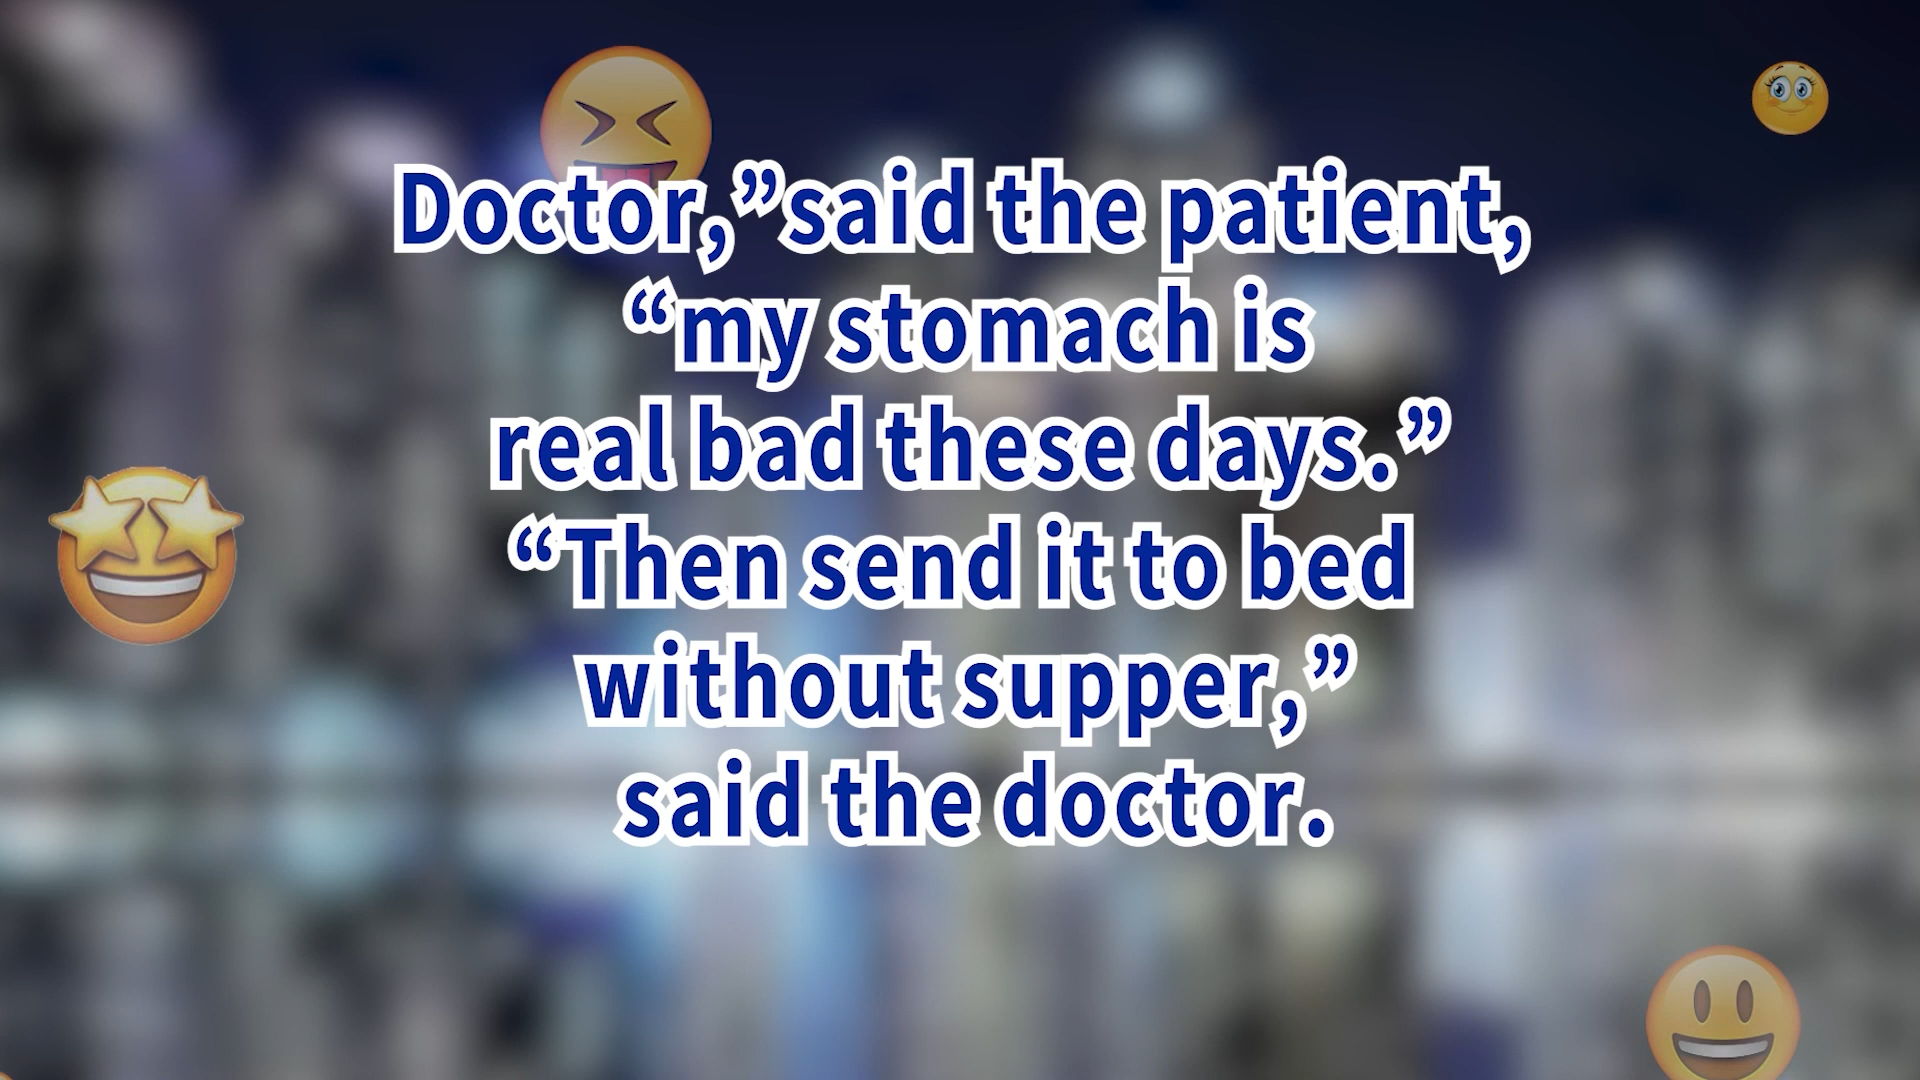 Doctor,”said the patient,
“my stomach is
real bad these days.”
“Then send it to bed
without supper,”
said the doctor.